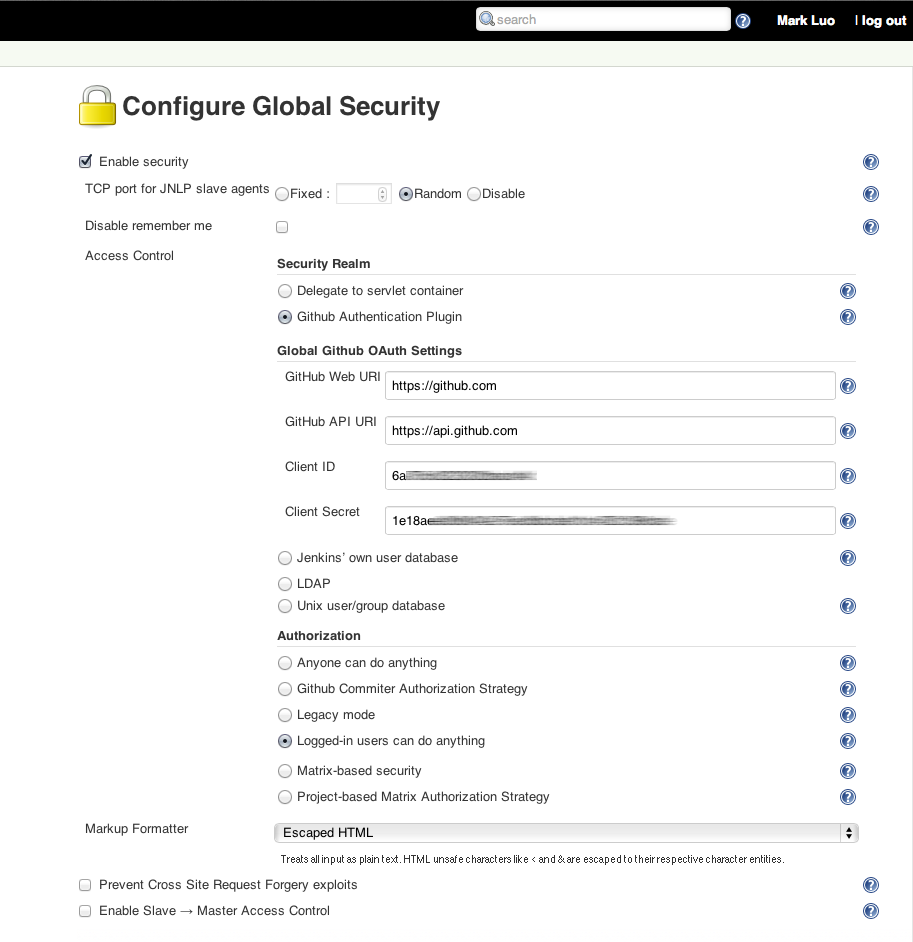 search
Mark Luo | log out
Configure Global Security
Enable security
TCP port for JNLP slave agents Fixed : Random Disable
Disable remember me
Access Control
Security Realm
Delegate to servlet container
Github Authentication Plugin
Global Github OAuth Settings
GitHub Web URI https://github.com
GitHub API URI https://api.github.com
Client ID 6a
Client Secret 1e18a
Jenkins' own user database
LDAP
Unix user/group database
Authorization
Anyone can do anything
Github Commiter Authorization Strategy
Legacy mode
Logged-in users can do anything
Matrix-based security
Project-based Matrix Authorization Strategy
Markup Formatter Escaped HTML
Treats all input as plain text. HTML unsafe characters like < and & are escaped to their respective character entities.
Prevent Cross Site Request Forgery exploits
Enable Slave → Master Access Control